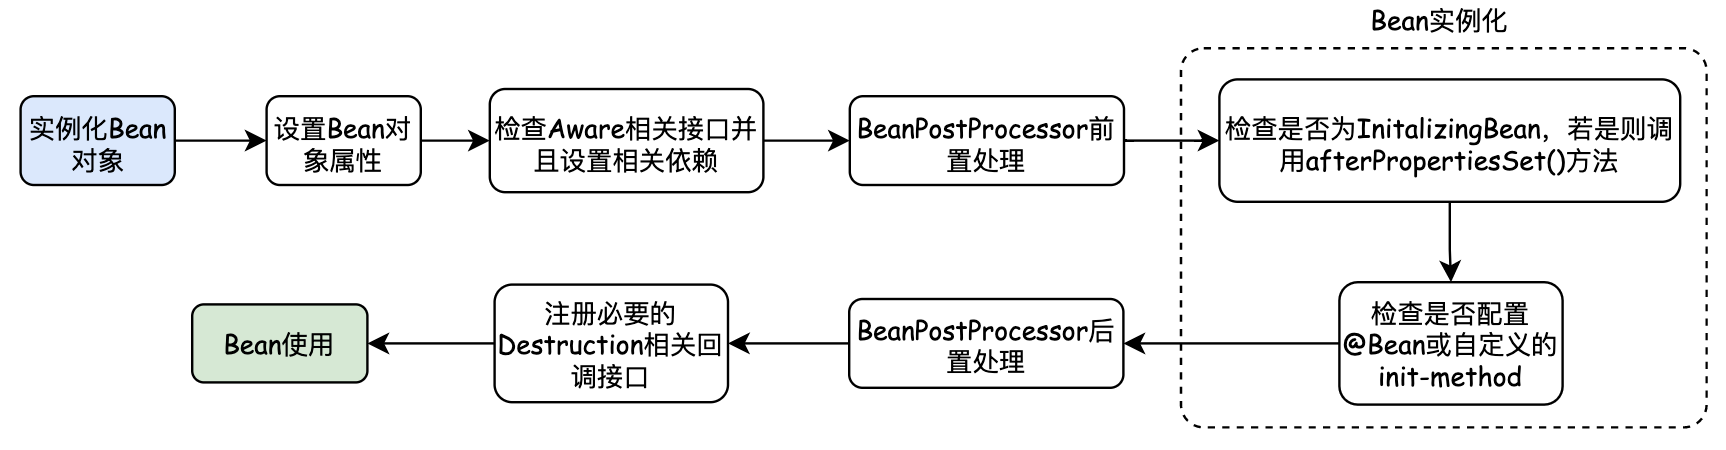 Bean实例化
实例化Bean
对象
设置Bean对
象属性
检查Aware相关接口并
且设置相关依赖
BeanPostProcessor前
置处理
检查是否为InitalizingBean，若是则调
用afterPropertiesSet()方法
检查是否配置
@Bean或自定义的
init-method
BeanPostProcessor后
置处理
注册必要的
Destruction相关回
调接口
Bean使用